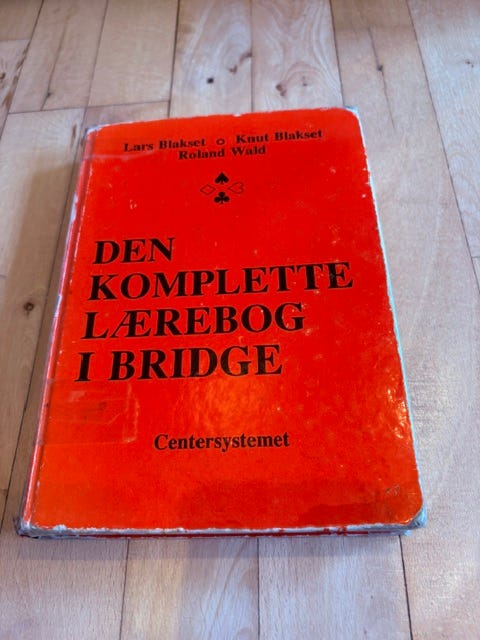 Lars Blakset o Knut Blakset
Roland Wald
DEN
KOMPLETTE
LÆREBOG
I BRIDGE
Centersystemet